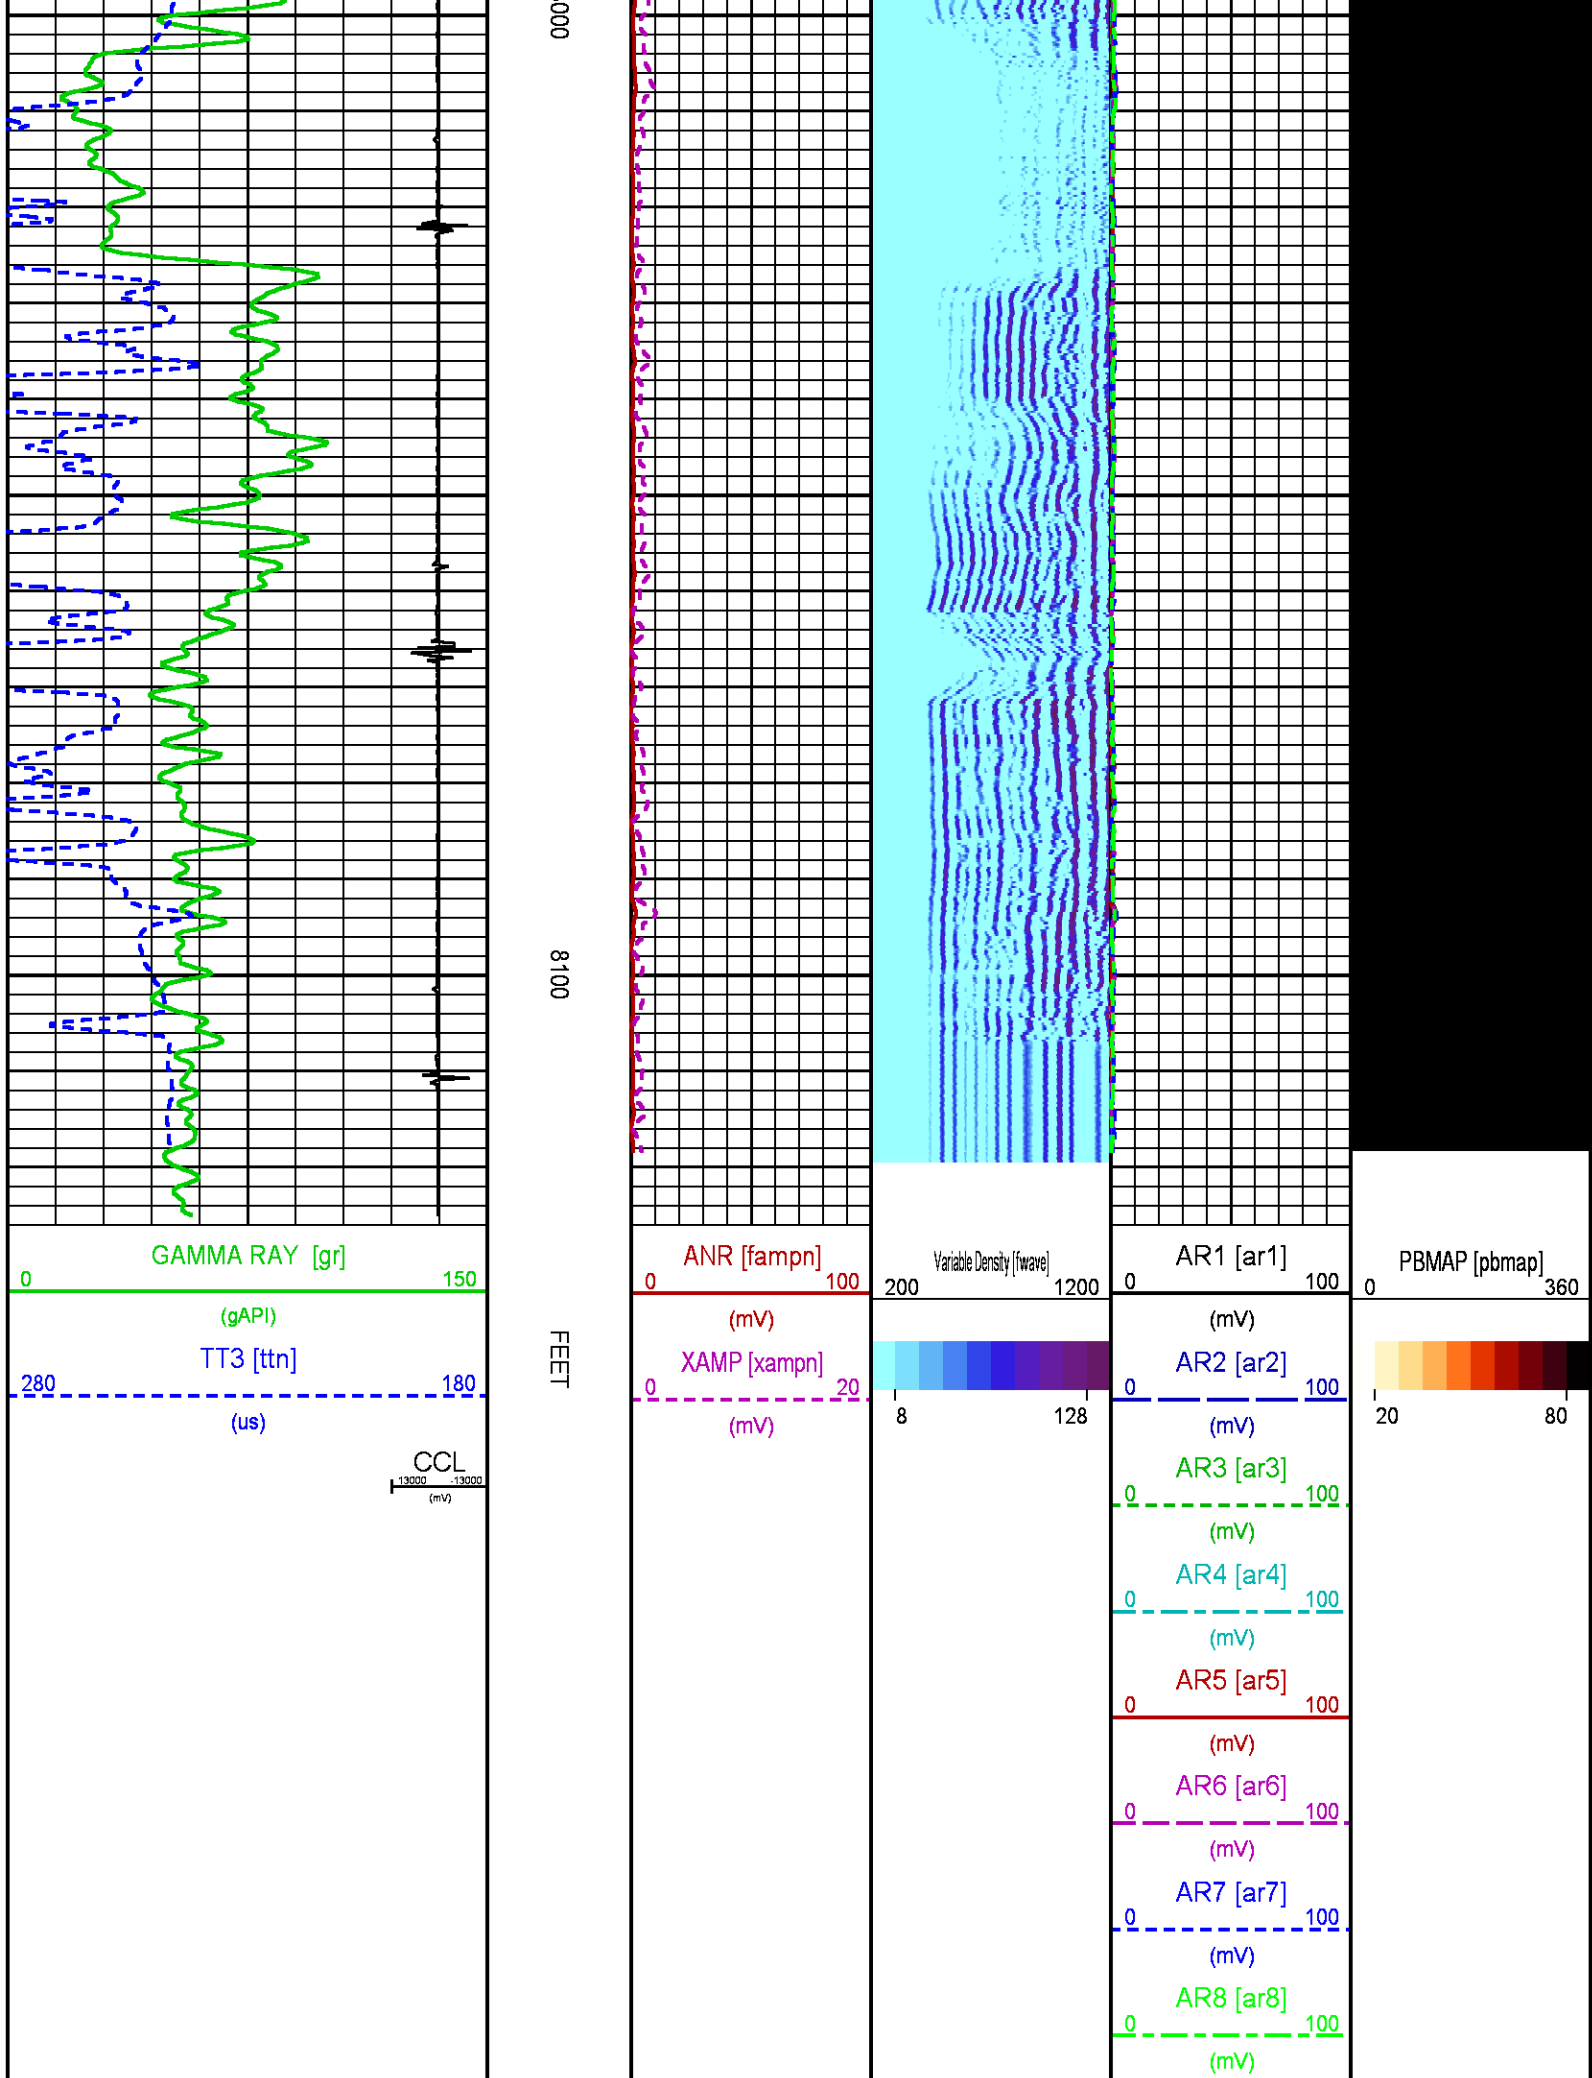 000
8100
FEET
GAMMA RAY [gr]
0 150
(gAPI)
TT3 [ttn]
280 180
(us)
CCL
13000 -13000
(mV)
ANR [fampn]
0 100
(mV)
XAMP [xampn]
0 20
(mV)
Variable Density [fwave]
200 1200
8 128
AR1 [ar1]
0 100
(mV)
AR2 [ar2]
0 100
(mV)
AR3 [ar3]
0 100
(mV)
AR4 [ar4]
0 100
(mV)
AR5 [ar5]
0 100
(mV)
AR6 [ar6]
0 100
(mV)
AR7 [ar7]
0 100
(mV)
AR8 [ar8]
0 100
(mV)
PBMAP [pbmap]
0 360
20 80